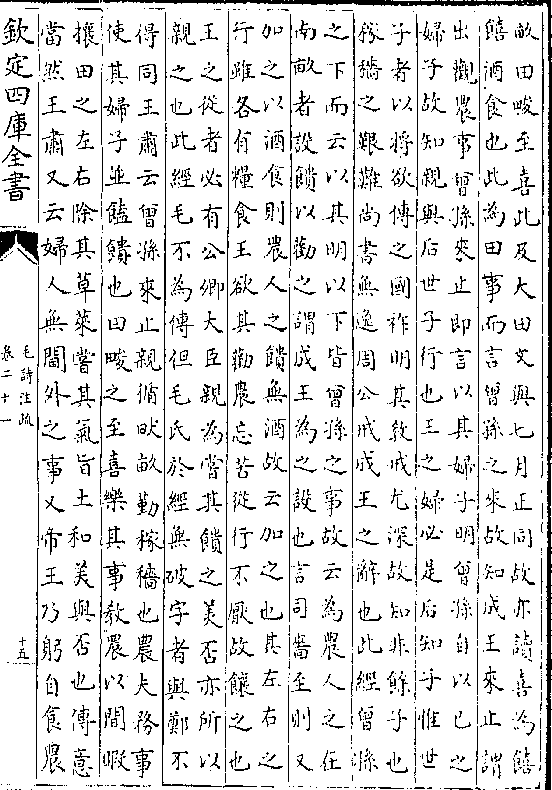 畝田畯至喜此及大田文與七月正同故亦讀喜為饎
饎酒食也此為田事而言曾孫之來故知成王來止謂
出觀農事曾孫來止即言以其婦子明曾孫自以己之
婦子故知親與后世子行也王之婦必是后知子惟世
子者以將欲傳之國祚明其教戒尤深故知非餘子也
稼穡之艱難尚書無逸周公戒成王之辭也此經曾孫
之下而云以其明以下皆曾孫之事故云為農人之在
南畝者設饋以勸之謂成王為之設也言司嗇至則又
加之以酒食則農人之饋無酒故云加之也其左右之
行雖各有糧食王欲其勸農忘苦從行不厭故饟之也
王之從者必有公卿大臣親為嘗其饋之美否亦所以
親之也此經毛不為傳但毛氏於經無破字者與鄭不
得同王肅云曾孫來止親循畎畝勤稼穡也農夫務事
使其婦子並饁饋也田畯之至喜樂其事教農以閒暇
攘田之左右除其草萊嘗其氣旨土和美與否也傳意
當然王肅又云婦人無閫外之事又帝王乃躬自食農
欽定四庫全書
毛詩注疏
卷二十一
十五